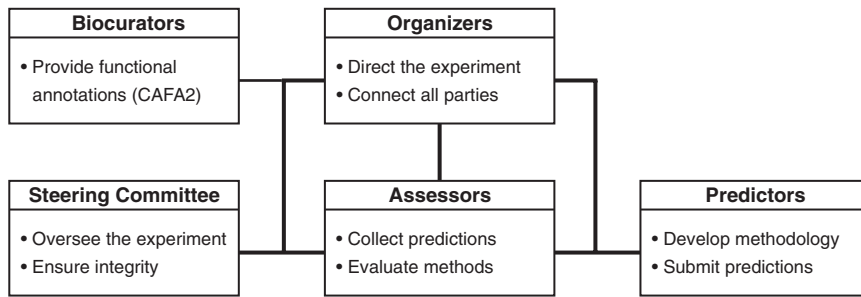 Biocurators
• Provide functional
annotations (CAFA2)
Organizers
• Direct the experiment
• Connect all parties
Steering Committee
• Oversee the experiment
• Ensure integrity
Assessors
• Collect predictions
• Evaluate methods
Predictors
• Develop methodology
• Submit predictions